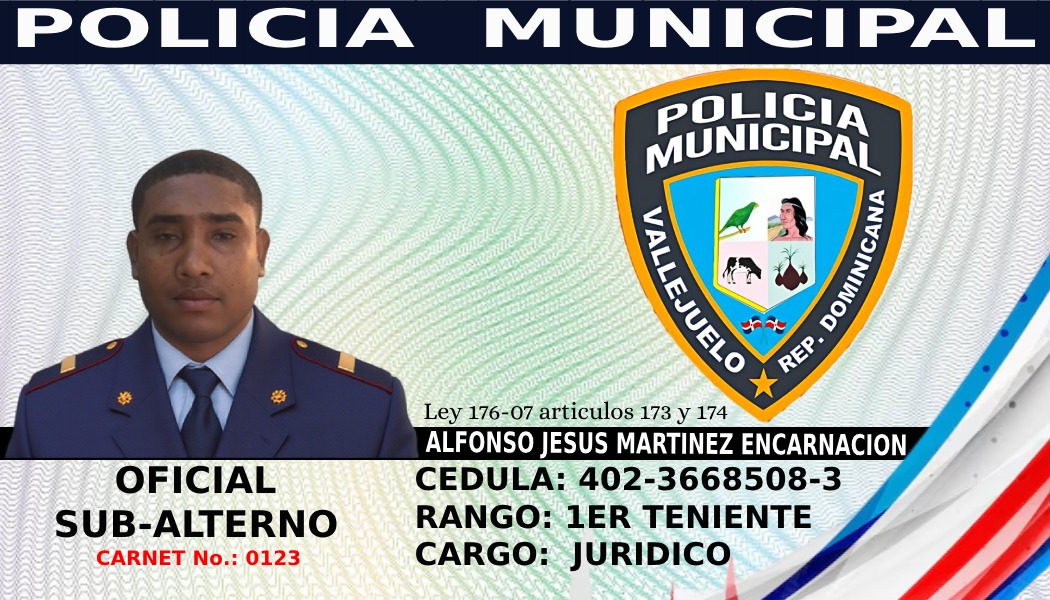 POLICIA MUNICIPAL
POLICIA
MUNICIPAL
VALLEJUELO
REP. DOMINICANA
Ley 176-07 articulos 173 y 174
ALFONSO JESUS MARTINEZ ENCARNACION
OFICIAL
SUB-ALTERNO
CARNET No.: 0123
CEDULA: 402-3668508-3
RANGO: 1ER TENIENTE
CARGO: JURIDICO